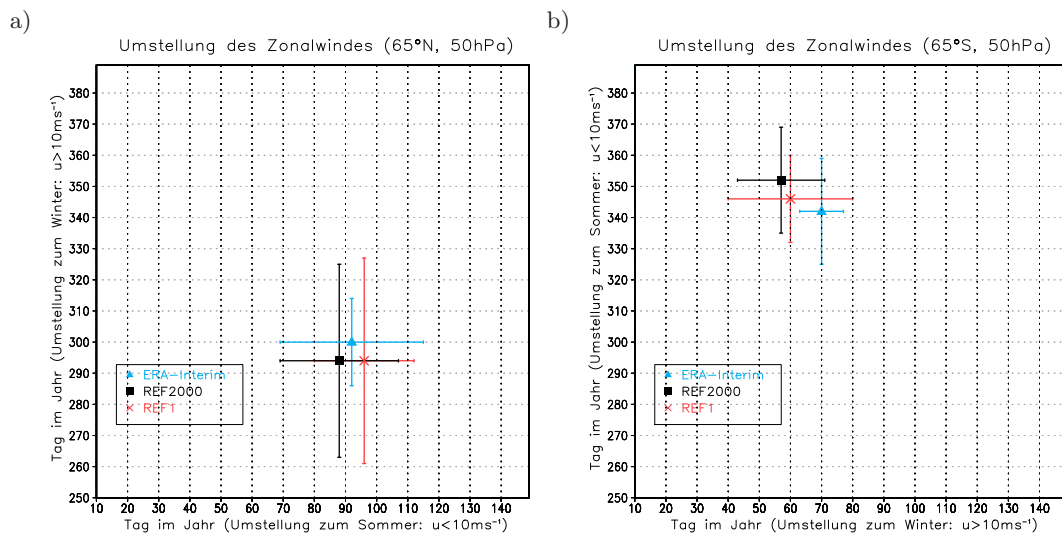 a)
Umstellung des Zonalwindes (65°N, 50hPa)
Tag im Jahr (Umstellung zum Winter: u>10ms⁻¹)
380
370
360
350
340
330
320
310
300
290
280
270
260
250
ERA-Interim
REF2000
REF1
10 20 30 40 50 60 70 80 90 100 110 120 130 140
Tag im Jahr (Umstellung zum Sommer: u<10ms⁻¹)
b)
Umstellung des Zonalwindes (65°S, 50hPa)
Tag im Jahr (Umstellung zum Sommer: u<10ms⁻¹)
380
370
360
350
340
330
320
310
300
290
280
270
260
250
ERA-Interim
REF2000
REF1
10 20 30 40 50 60 70 80 90 100 110 120 130 140
Tag im Jahr (Umstellung zum Winter: u>10ms⁻¹)